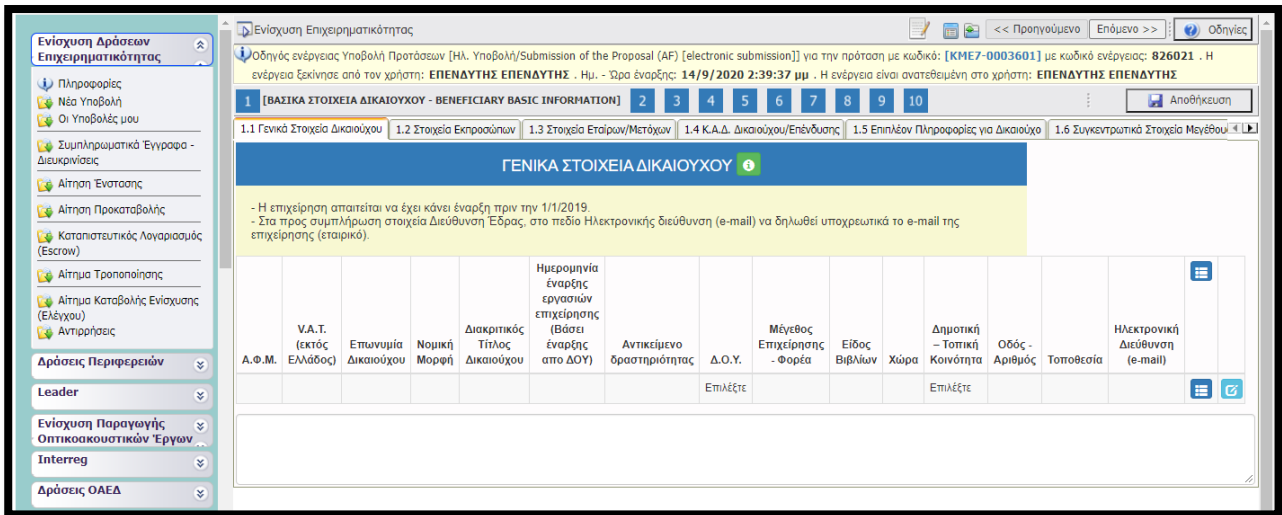 Ενίσχυση Δράσεων
Επιχειρηματικότητας
Πληροφορίες
Νέα Υποβολή
Οι Υποβολές μου
Συμπληρωματικά Έγγραφα -
Διευκρινίσεις
Αίτηση Ένστασης
Αίτηση Προκαταβολής
Καταπιστευτικός Λογαριασμός
(Escrow)
Αίτημα Τροποποίησης
Αίτημα Καταβολής Ενίσχυσης
(Ελέγχου)
Αντιρρήσεις
Δράσεις Περιφερειών
Leader
Ενίσχυση Παραγωγής
Οπτικοακουστικών Έργων
Interreg
Δράσεις ΟΑΕΔ
Ενίσχυση Επιχειρηματικότητας
<< Προηγούμενο Επόμενο >> Οδηγίες
Οδηγός ενέργειας Υποβολή Προτάσεων [Ηλ. Υποβολή/Submission of the Proposal (AF) [electronic submission]] για την πρόταση με κωδικό: [ΚΜΕ7-0003601] με κωδικό ενέργειας: 826021 . Η
ενέργεια ξεκίνησε από τον χρήστη: ΕΠΕΝΔΥΤΗΣ ΕΠΕΝΔΥΤΗΣ . Ημ. - Ώρα έναρξης: 14/9/2020 2:39:37 μμ . Η ενέργεια είναι ανατεθειμένη στο χρήστη: ΕΠΕΝΔΥΤΗΣ ΕΠΕΝΔΥΤΗΣ
1 [ΒΑΣΙΚΑ ΣΤΟΙΧΕΙΑ ΔΙΚΑΙΟΥΧΟΥ - BENEFICIARY BASIC INFORMATION] 2 3 4 5 6 7 8 9 10 Αποθήκευση
1.1 Γενικά Στοιχεία Δικαιούχου 1.2 Στοιχεία Εκπροσώπων 1.3 Στοιχεία Εταίρων/Μετόχων 1.4 Κ.Α.Δ. Δικαιούχου/Επένδυσης 1.5 Επιπλέον Πληροφορίες για Δικαιούχο 1.6 Συγκεντρωτικά Στοιχεία Μεγέθου
ΓΕΝΙΚΑ ΣΤΟΙΧΕΙΑ ΔΙΚΑΙΟΥΧΟΥ
- Η επιχείρηση απαιτείται να έχει κάνει έναρξη πριν την 1/1/2019.
- Στα προς συμπλήρωση στοιχεία Διεύθυνση Έδρας, στο πεδίο Ηλεκτρονική διεύθυνση (e-mail) να δηλωθεί υποχρεωτικά το e-mail της
επιχείρησης (εταιρικό).
Α.Φ.Μ.
V.A.T.
(εκτός
Ελλάδος)
Επωνυμία
Δικαιούχου
Νομική
Μορφή
Διακριτικός
Τίτλος
Δικαιούχου
Ημερομηνία
έναρξης
εργασιών
επιχείρησης
(Βάσει
έναρξης
απο ΔΟΥ)
Αντικείμενο
δραστηριότητας
Δ.Ο.Υ.
Μέγεθος
Επιχείρησης
- Φορέα
Είδος
Βιβλίων
Χώρα
Δημοτική
– Τοπική
Κοινότητα
Οδός -
Αριθμός
Τοποθεσία
Ηλεκτρονική
Διεύθυνση
(e-mail)
Επιλέξτε Επιλέξτε